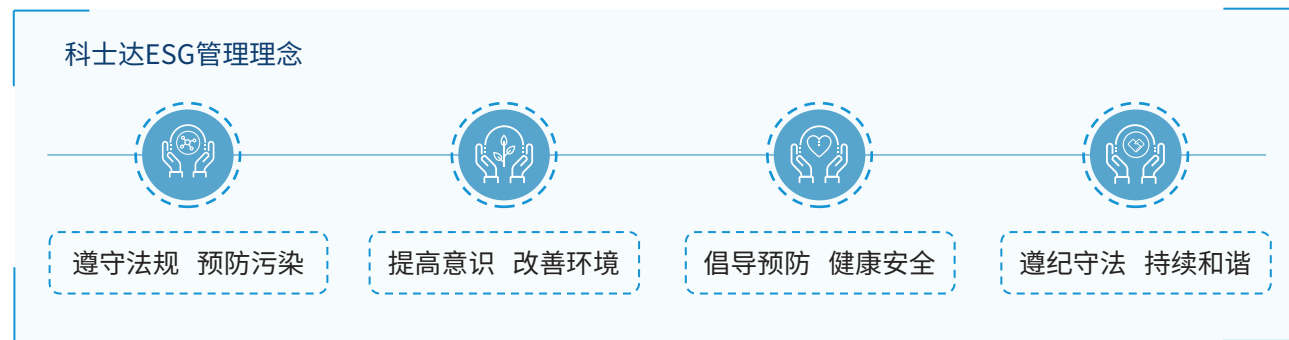 科士达ESG管理理念
遵守法规 预防污染
提高意识 改善环境
倡导预防 健康安全
遵纪守法 持续和谐